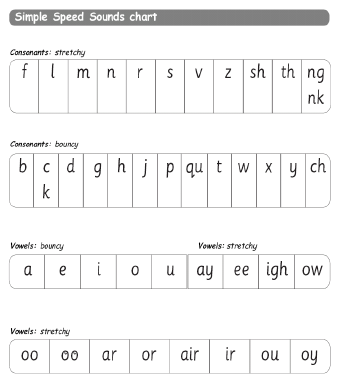 Simple Speed Sounds chart
Consonants: stretchy
f l m n r s v z sh th ng
nk
Consonants: bouncy
b c d g h j p qu t w x y ch
k
Vowels: bouncy Vowels: stretchy
a e i o u ay ee igh ow
Vowels: stretchy
oo oo ar or air ir ou oy